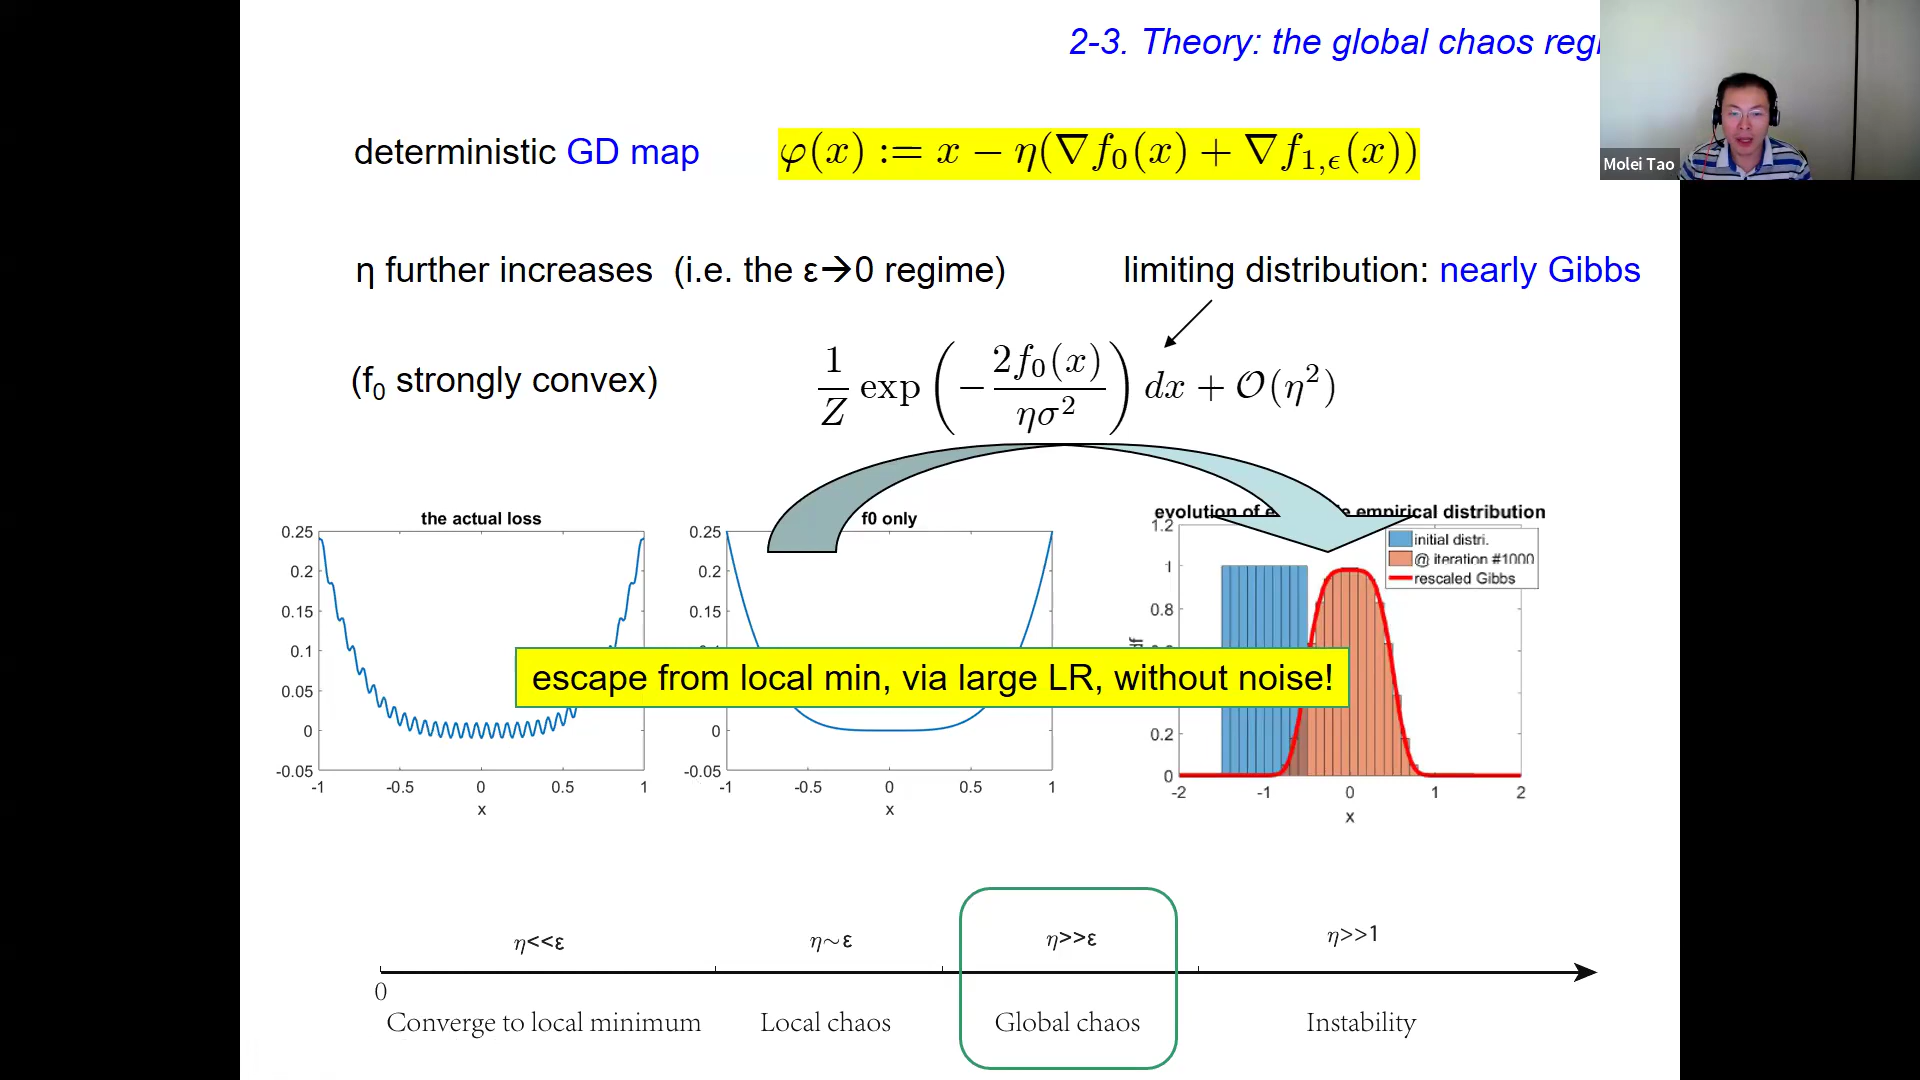 2-3. Theory: the global chaos regi
Molei Tao
deterministic GD map φ(x) := x − η(∇f₀(x) + ∇f₁,ϵ(x))
η further increases (i.e. the ε→0 regime) limiting distribution: nearly Gibbs
(f₀ strongly convex) 1/Z exp(−2f₀(x)/ησ²) dx + 𝒪(η²)
the actual loss
0.25
0.2
0.15
0.1
0.05
0
-0.05
-1 -0.5 0 0.5 1
x
f0 only
0.25
0.2
0.15
0
-0.05
-1 -0.5 0 0.5 1
x
evolution of empirical distribution
initial distri.
@ iteration #1000
rescaled Gibbs
1.2
1
0.8
0.2
0
-2 -1 0 1 2
x
escape from local min, via large LR, without noise!
η<<ε η~ε η>>ε η>>1
0
Converge to local minimum Local chaos Global chaos Instability